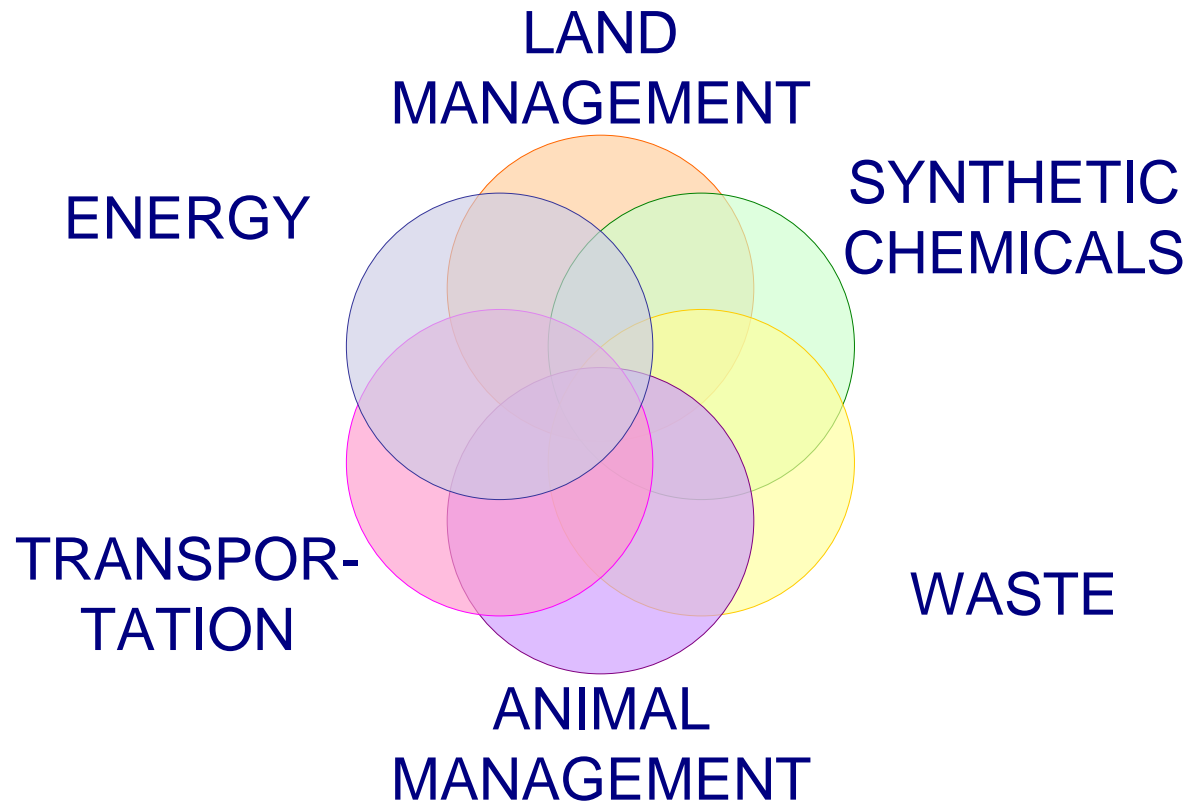 LAND
MANAGEMENT
SYNTHETIC
CHEMICALS
ENERGY
TRANSPOR-
TATION
WASTE
ANIMAL
MANAGEMENT